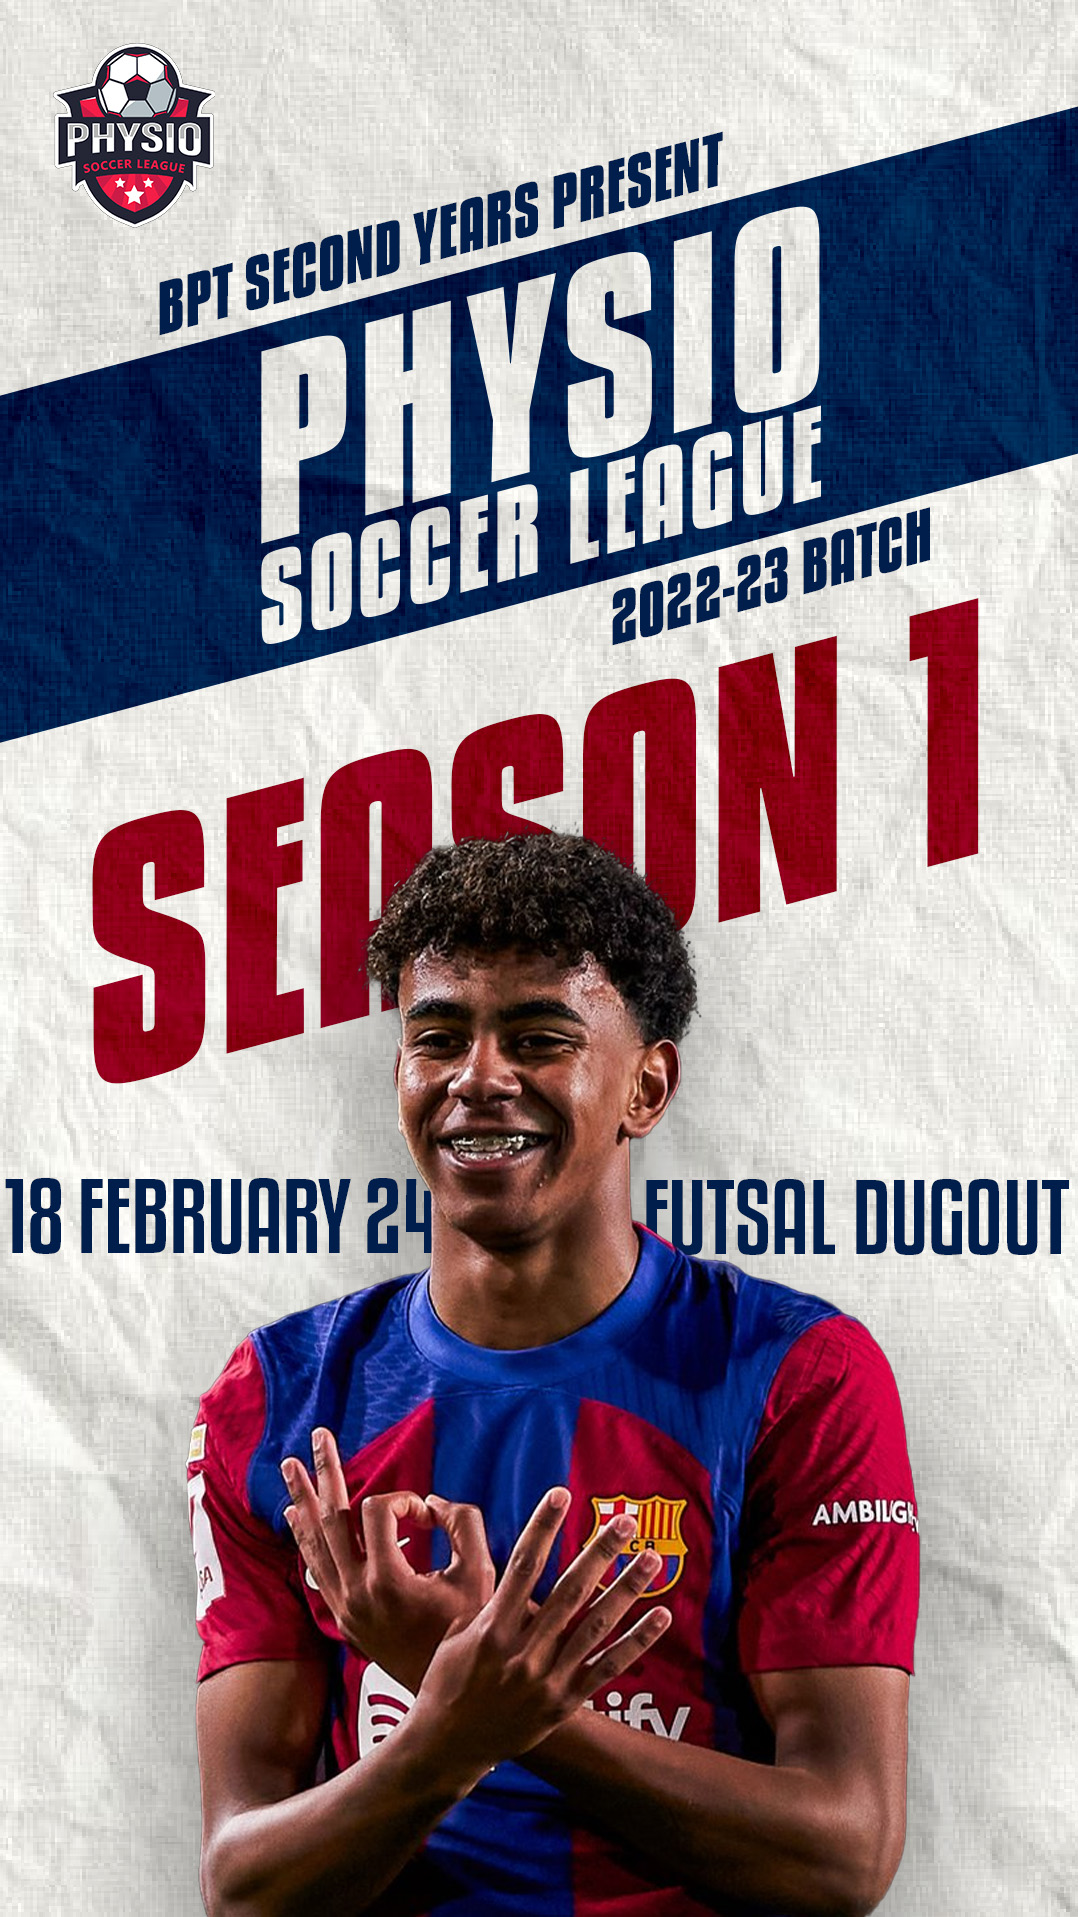 PHYSIO
SOCCER LEAGUE
BPT SECOND YEARS PRESENT
PHYSIO
SOCCER LEAGUE
2022-23 BATCH
SEASON 1
18 FEBRUARY 24 FUTSAL DUGOUT
AMBILIGH
C B
ify